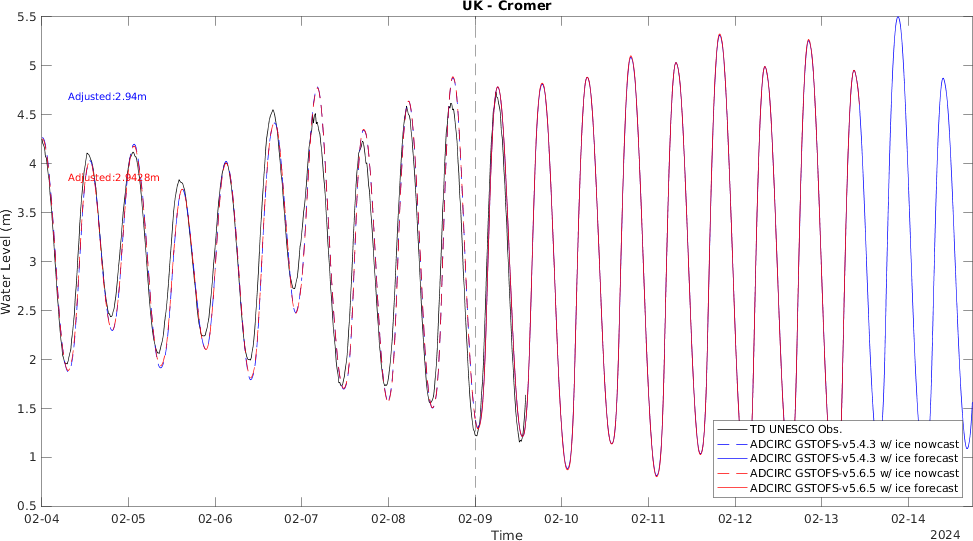 UK - Cromer
5.5
5
4.5
4
3.5
3
2.5
2
1.5
1
0.5
Water Level (m)
Adjusted:2.94m
Adjusted:2.9428m
TD UNESCO Obs.
ADCIRC GSTOFS-v5.4.3 w/ ice nowcast
ADCIRC GSTOFS-v5.4.3 w/ ice forecast
ADCIRC GSTOFS-v5.6.5 w/ ice nowcast
ADCIRC GSTOFS-v5.6.5 w/ ice forecast
02-04 02-05 02-06 02-07 02-08 02-09 02-10 02-11 02-12 02-13 02-14
Time
2024